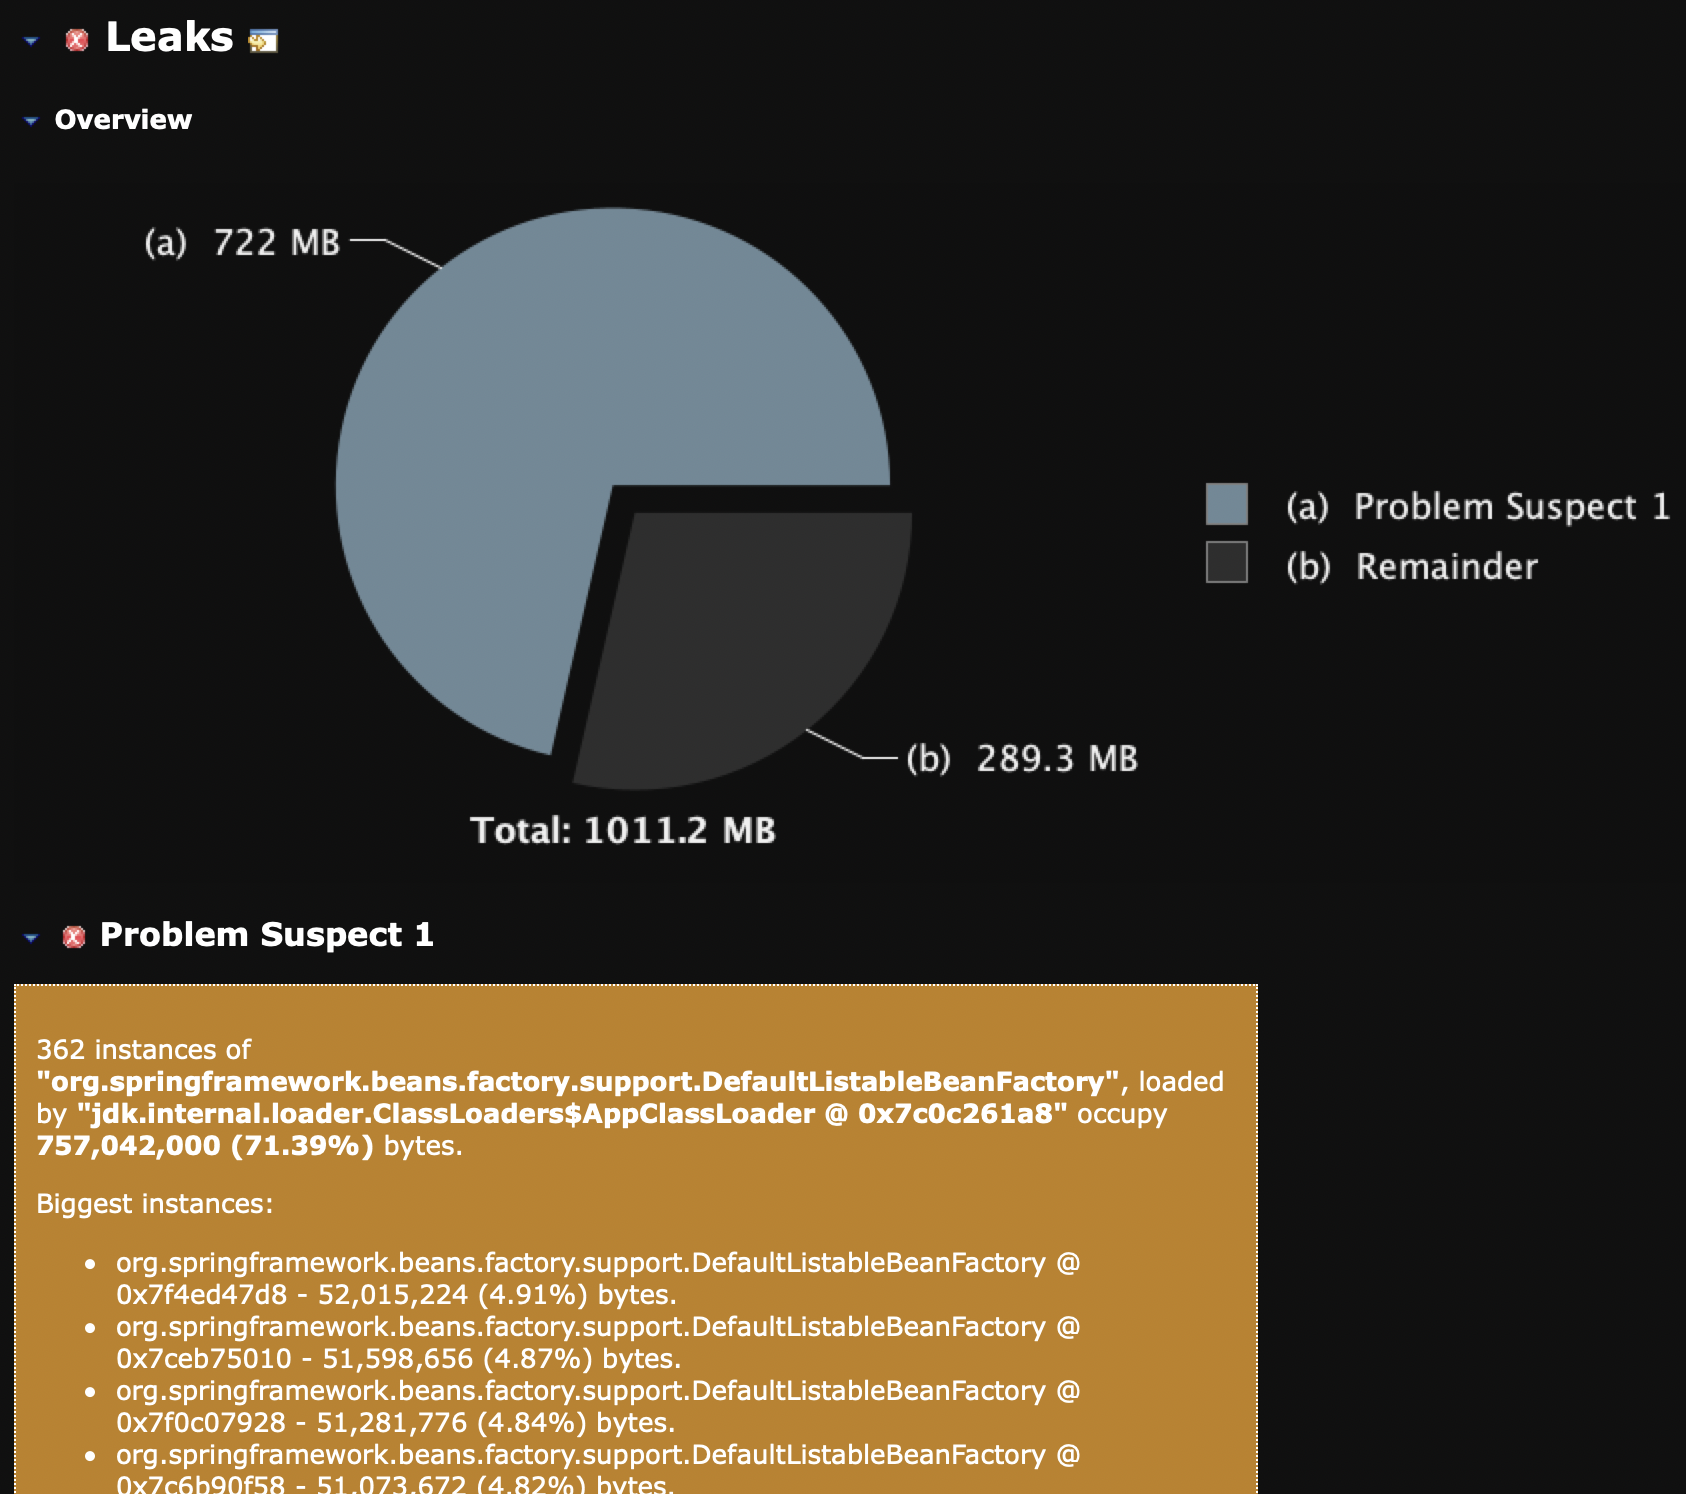 Leaks
Overview
(a) 722 MB
(a) Problem Suspect 1
(b) Remainder
(b) 289.3 MB
Total: 1011.2 MB
Problem Suspect 1
362 instances of
"org.springframework.beans.factory.support.DefaultListableBeanFactory", loaded
by "jdk.internal.loader.ClassLoaders$AppClassLoader @ 0x7c0c261a8" occupy
757,042,000 (71.39%) bytes.
Biggest instances:
• org.springframework.beans.factory.support.DefaultListableBeanFactory @
0x7f4ed47d8 - 52,015,224 (4.91%) bytes.
• org.springframework.beans.factory.support.DefaultListableBeanFactory @
0x7ceb75010 - 51,598,656 (4.87%) bytes.
• org.springframework.beans.factory.support.DefaultListableBeanFactory @
0x7f0c07928 - 51,281,776 (4.84%) bytes.
• org.springframework.beans.factory.support.DefaultListableBeanFactory @
0x7c6b90f58 - 51,073,672 (4.82%) bytes.